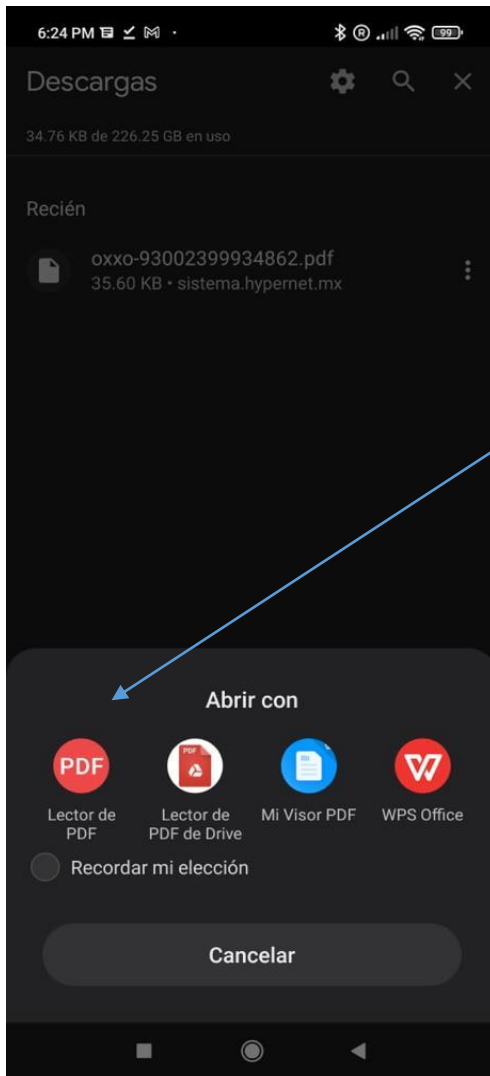 6:24 PM
99
Descargas
34.76 KB de 226.25 GB en uso
Recién
oxxo-93002399934862.pdf
35.60 KB • sistema.hypernet.mx
Abrir con
PDF
PDF
W
Lector de PDF
Lector de PDF de Drive
Mi Visor PDF
WPS Office
Recordar mi elección
Cancelar